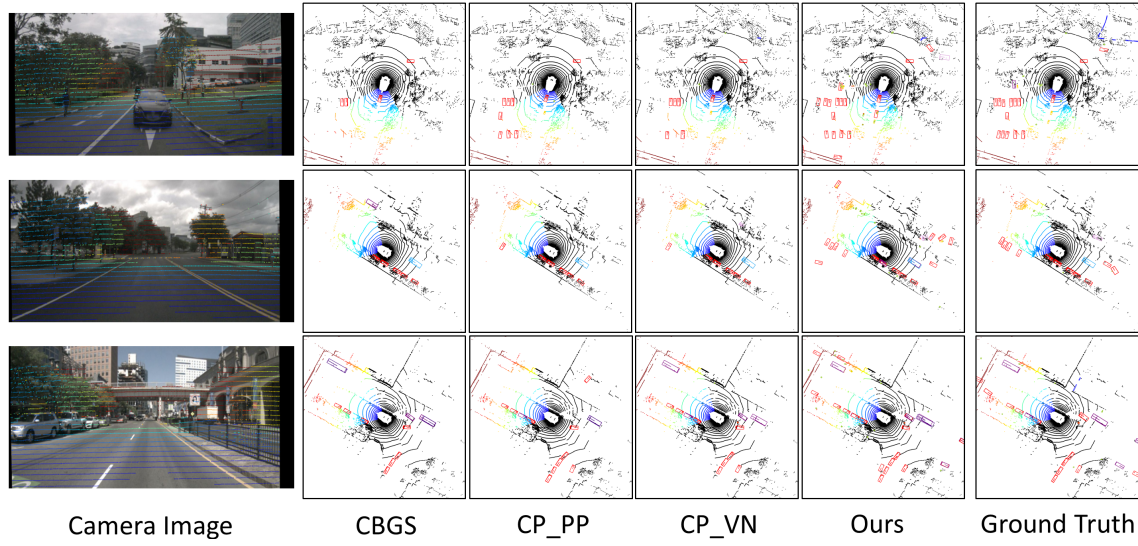 Camera Image
CBGS
CP_PP
CP_VN
Ours
Ground Truth